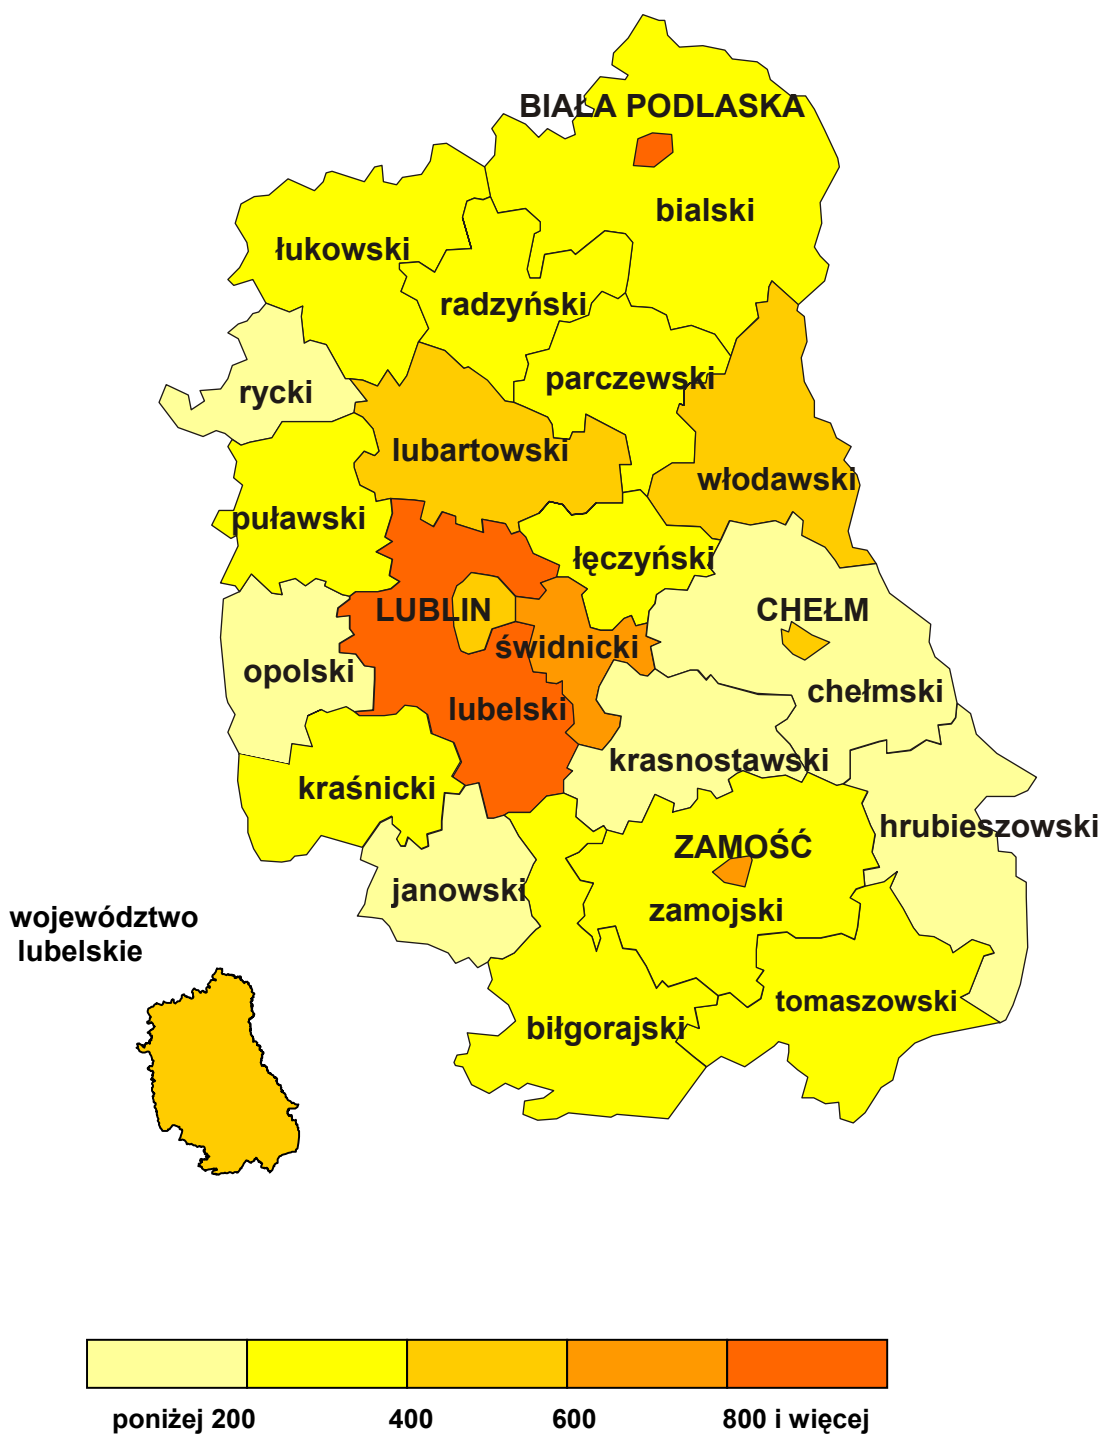 BIAŁA PODLASKA
bialski
łukowski
radzyński
parczewski
rycki
lubartowski
włodawski
puławski
łęczyński
LUBLIN
CHEŁM
świdnicki
opolski
chełmski
lubelski
krasnostawski
kraśnicki
hrubieszowski
ZAMOŚĆ
janowski
zamojski
województwo
lubelskie
tomaszowski
biłgorajski
poniżej 200 400 600 800 i więcej